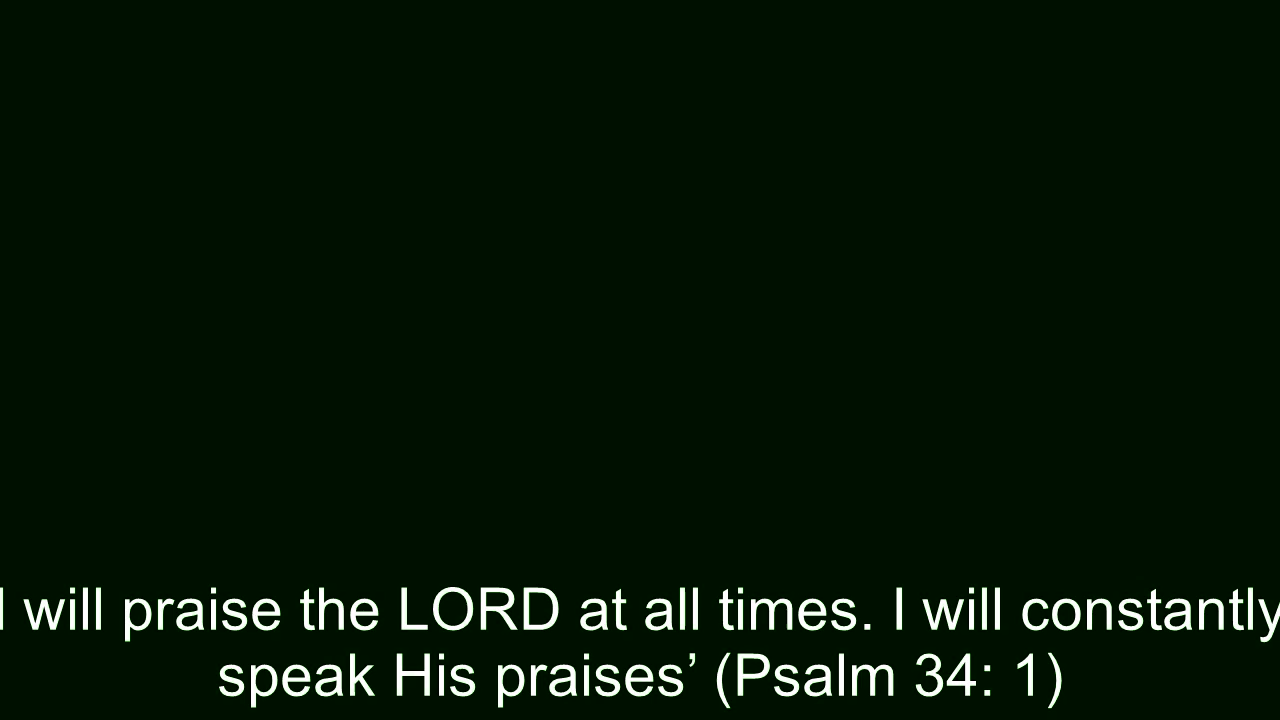 I will praise the LORD at all times. I will constantly
speak His praises’ (Psalm 34: 1)